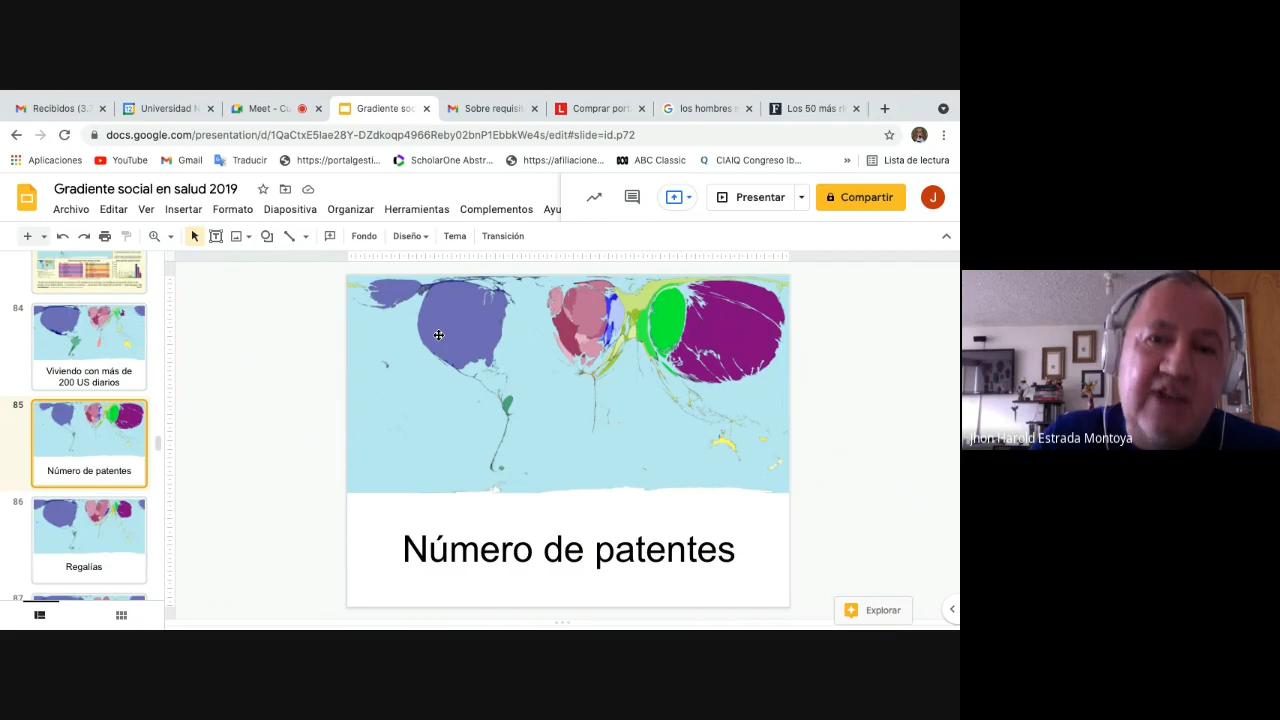 Recibidos (3.
Universidad N
Meet - Cu
Gradiente soc
Sobre requisit
Comprar port
los hombres
Los 50 más ri
docs.google.com/presentation/d/1QaCtxE5Iae28Y-DZdkoqp4966Reby02bnP1EbbkWe4s/edit#slide=id.p72
Aplicaciones
YouTube
Gmail
Traducir
https://portalgesti...
ScholarOne Abstr...
https://afiliacione...
ABC Classic
CIAIQ Congreso Ib...
»
Lista de lectura
Gradiente social en salud 2019
Archivo Editar Ver Insertar Formato Diapositiva Organizar Herramientas Complementos Ayu
Presentar
Compartir
J
Fondo
Diseño
Tema
Transición
84
Viviendo con más de
200 US diarios
85
Número de patentes
86
Regalías
87
Número de patentes
Explorar
Jhon Harold Estrada Montoya